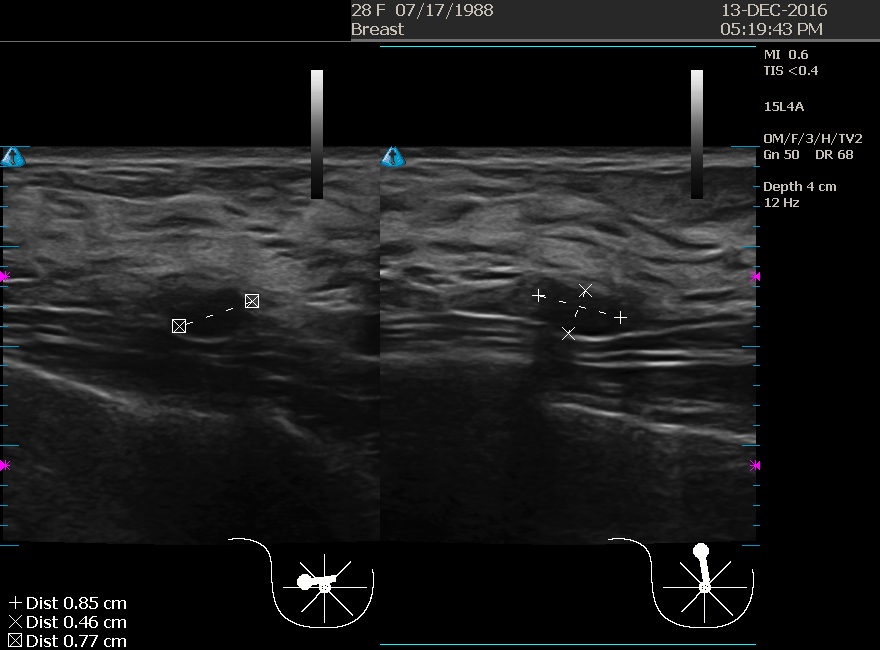 28 F 07/17/1988
13-DEC-2016
Breast
05:19:43 PM
MI 0.6
TIS <0.4
15L4A
OM/F/3/H/TV2
Gn 50 DR 68
Depth 4 cm
12 Hz
+ Dist 0.85 cm
× Dist 0.46 cm
⊠ Dist 0.77 cm